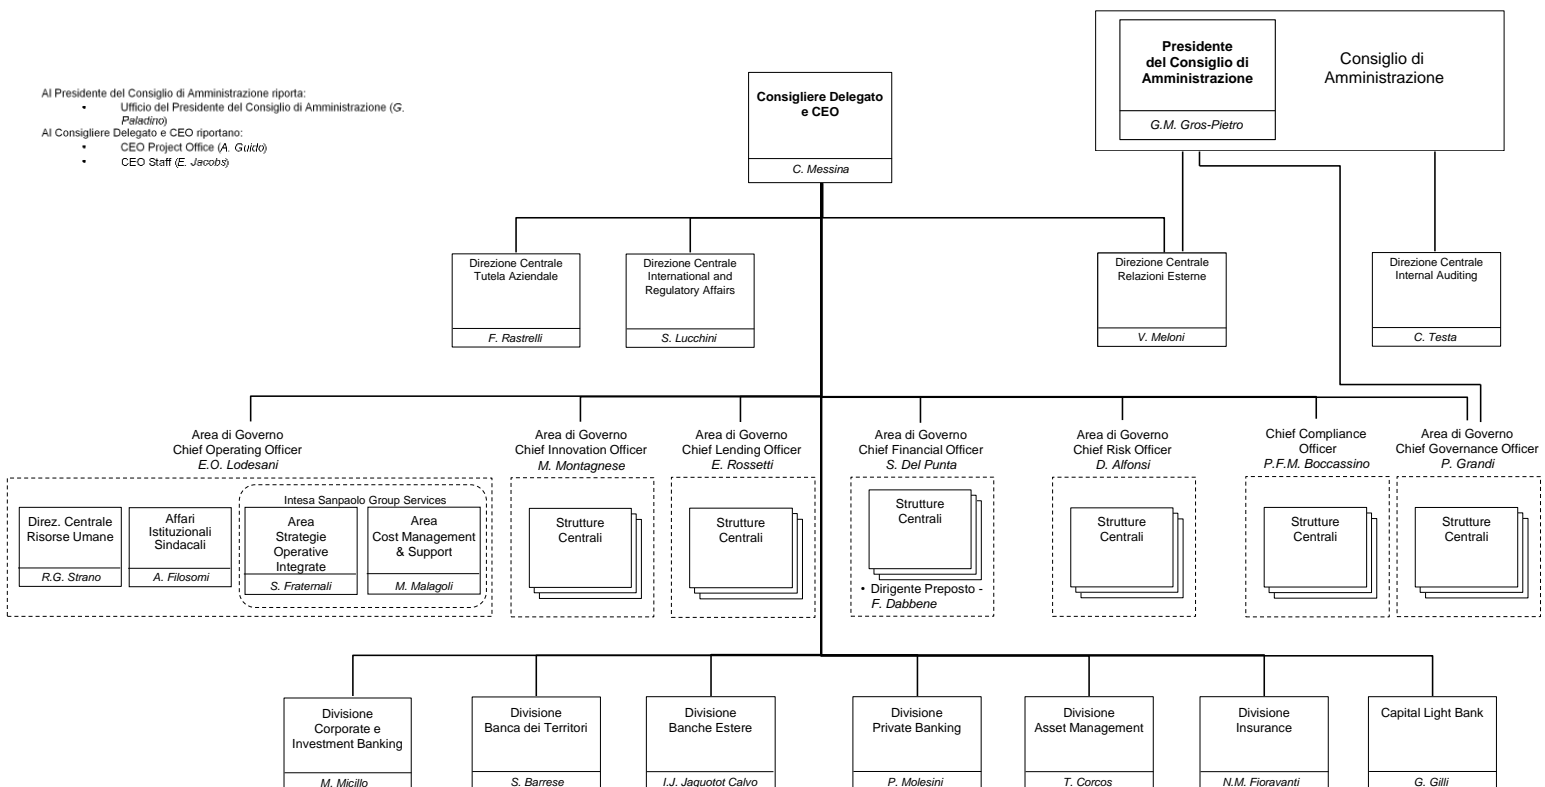 Al Presidente del Consiglio di Amministrazione riporta:
• Ufficio del Presidente del Consiglio di Amministrazione (G.
Paladino)
Al Consigliere Delegato e CEO riportano:
• CEO Project Office (A. Guido)
• CEO Staff (E. Jacobs)
Consigliere Delegato
e CEO
C. Messina
Presidente
del Consiglio di
Amministrazione
G.M. Gros-Pietro
Consiglio di
Amministrazione
Direzione Centrale
Tutela Aziendale
F. Rastrelli
Direzione Centrale
International and
Regulatory Affairs
S. Lucchini
Direzione Centrale
Relazioni Esterne
V. Meloni
Direzione Centrale
Internal Auditing
C. Testa
Area di Governo
Chief Operating Officer
E.O. Lodesani
Area di Governo
Chief Innovation Officer
M. Montagnese
Area di Governo
Chief Lending Officer
E. Rossetti
Area di Governo
Chief Financial Officer
S. Del Punta
Area di Governo
Chief Risk Officer
D. Alfonsi
Chief Compliance
Officer
P.F.M. Boccassino
Area di Governo
Chief Governance Officer
P. Grandi
Intesa Sanpaolo Group Services
Direz. Centrale
Risorse Umane
R.G. Strano
Affari
Istituzionali
Sindacali
A. Filosomi
Area
Strategie
Operative
Integrate
S. Fraternali
Area
Cost Management
& Support
M. Malagoli
Strutture
Centrali
Strutture
Centrali
Strutture
Centrali
• Dirigente Preposto -
F. Dabbene
Strutture
Centrali
Strutture
Centrali
Strutture
Centrali
Divisione
Corporate e
Investment Banking
M. Micillo
Divisione
Banca dei Territori
S. Barrese
Divisione
Banche Estere
I.J. Jaquotot Calvo
Divisione
Private Banking
P. Molesini
Divisione
Asset Management
T. Corcos
Divisione
Insurance
N.M. Fioravanti
Capital Light Bank
G. Gilli